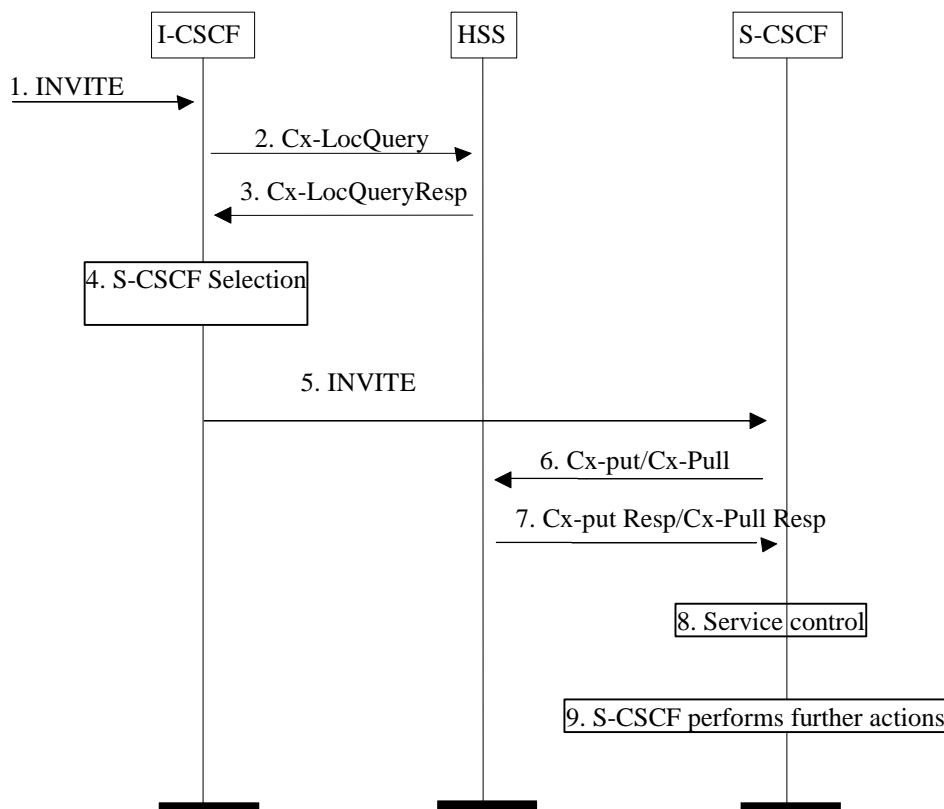 I-CSCF
HSS
S-CSCF
1. INVITE
2. Cx-LocQuery
3. Cx-LocQueryResp
4. S-CSCF Selection
5. INVITE
6. Cx-put/Cx-Pull
7. Cx-put Resp/Cx-Pull Resp
8. Service control
9. S-CSCF performs further actions